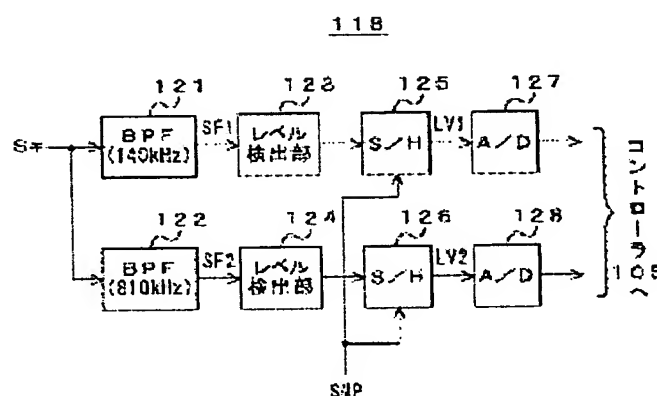 118
121 123 125 127
BPF
(140kHz)
SF1
レベル
検出部
S/H
LV1
A/D
122 124 126 128
BPF
(810kHz)
SF2
レベル
検出部
S/H
LV2
A/D
コントローラ
105へ